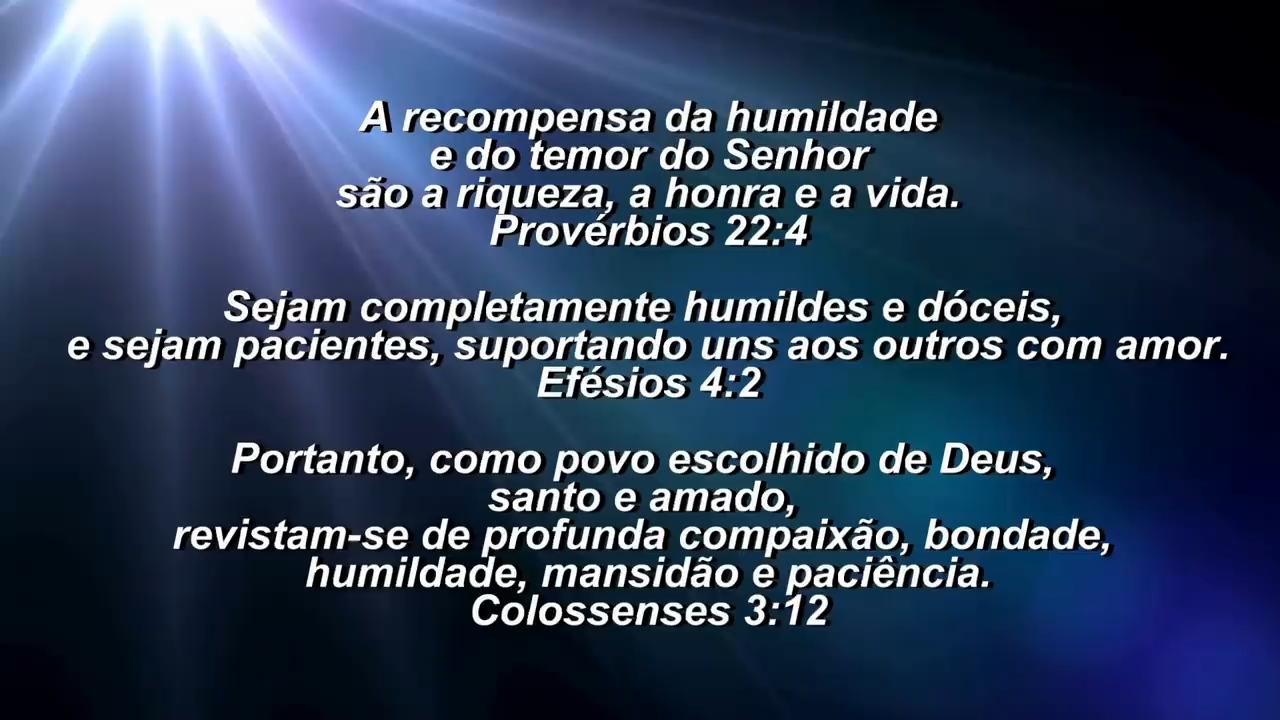 A recompensa da humildade
e do temor do Senhor
são a riqueza, a honra e a vida.
Provérbios 22:4
Sejam completamente humildes e dóceis,
e sejam pacientes, suportando uns aos outros com amor.
Efésios 4:2
Portanto, como povo escolhido de Deus,
santo e amado,
revistam-se de profunda compaixão, bondade,
humildade, mansidão e paciência.
Colossenses 3:12